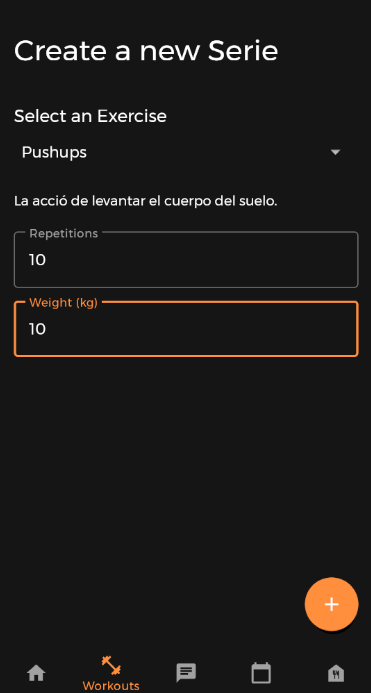 Create a new Serie
Select an Exercise
Pushups
La acció de levantar el cuerpo del suelo.
Repetitions
10
Weight (kg)
10
+
Workouts